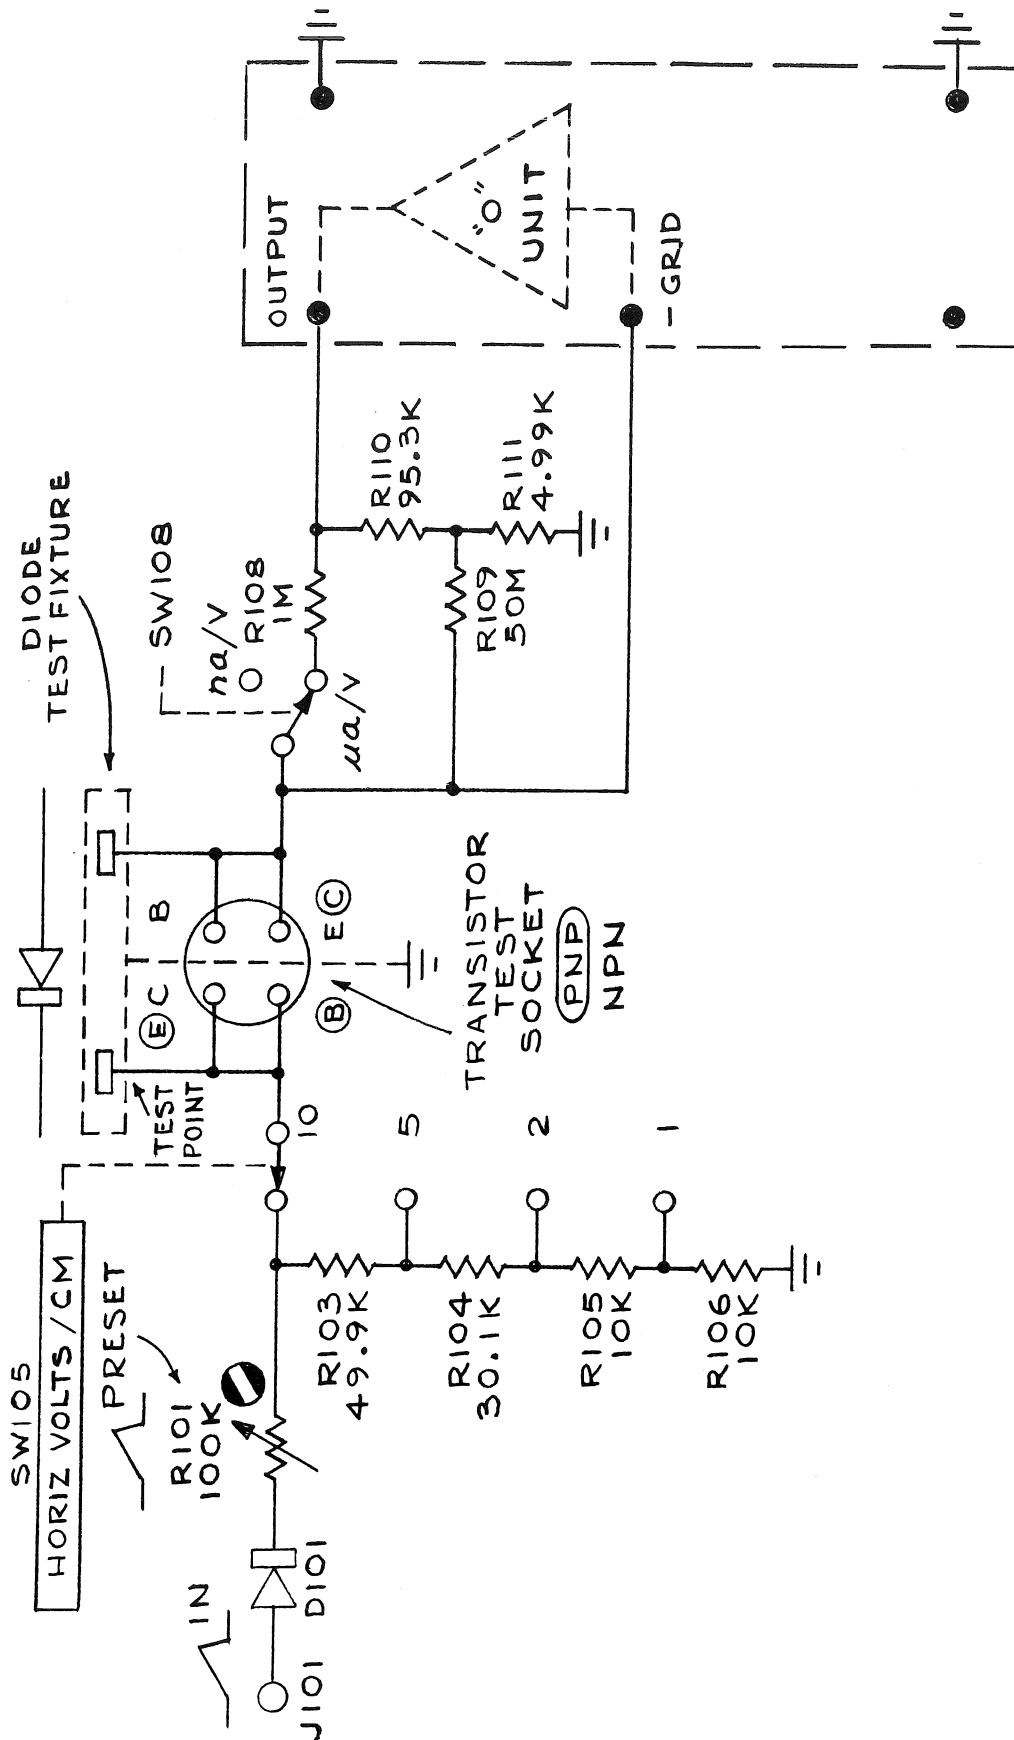 SW105
HORIZ VOLTS/CM
IN
J101
D101
PRESET
R101
100K
R103
49.9K
R104
30.1K
R105
10K
R106
10K
10
5
2
1
TEST
POINT
DIODE
TEST FIXTURE
E C
B
B
E C
TRANSISTOR
TEST
SOCKET
PNP
NPN
SW108
na/V
R108
1M
µa/V
R109
50M
R110
95.3K
R111
4.99K
OUTPUT
"O"
UNIT
- GRID